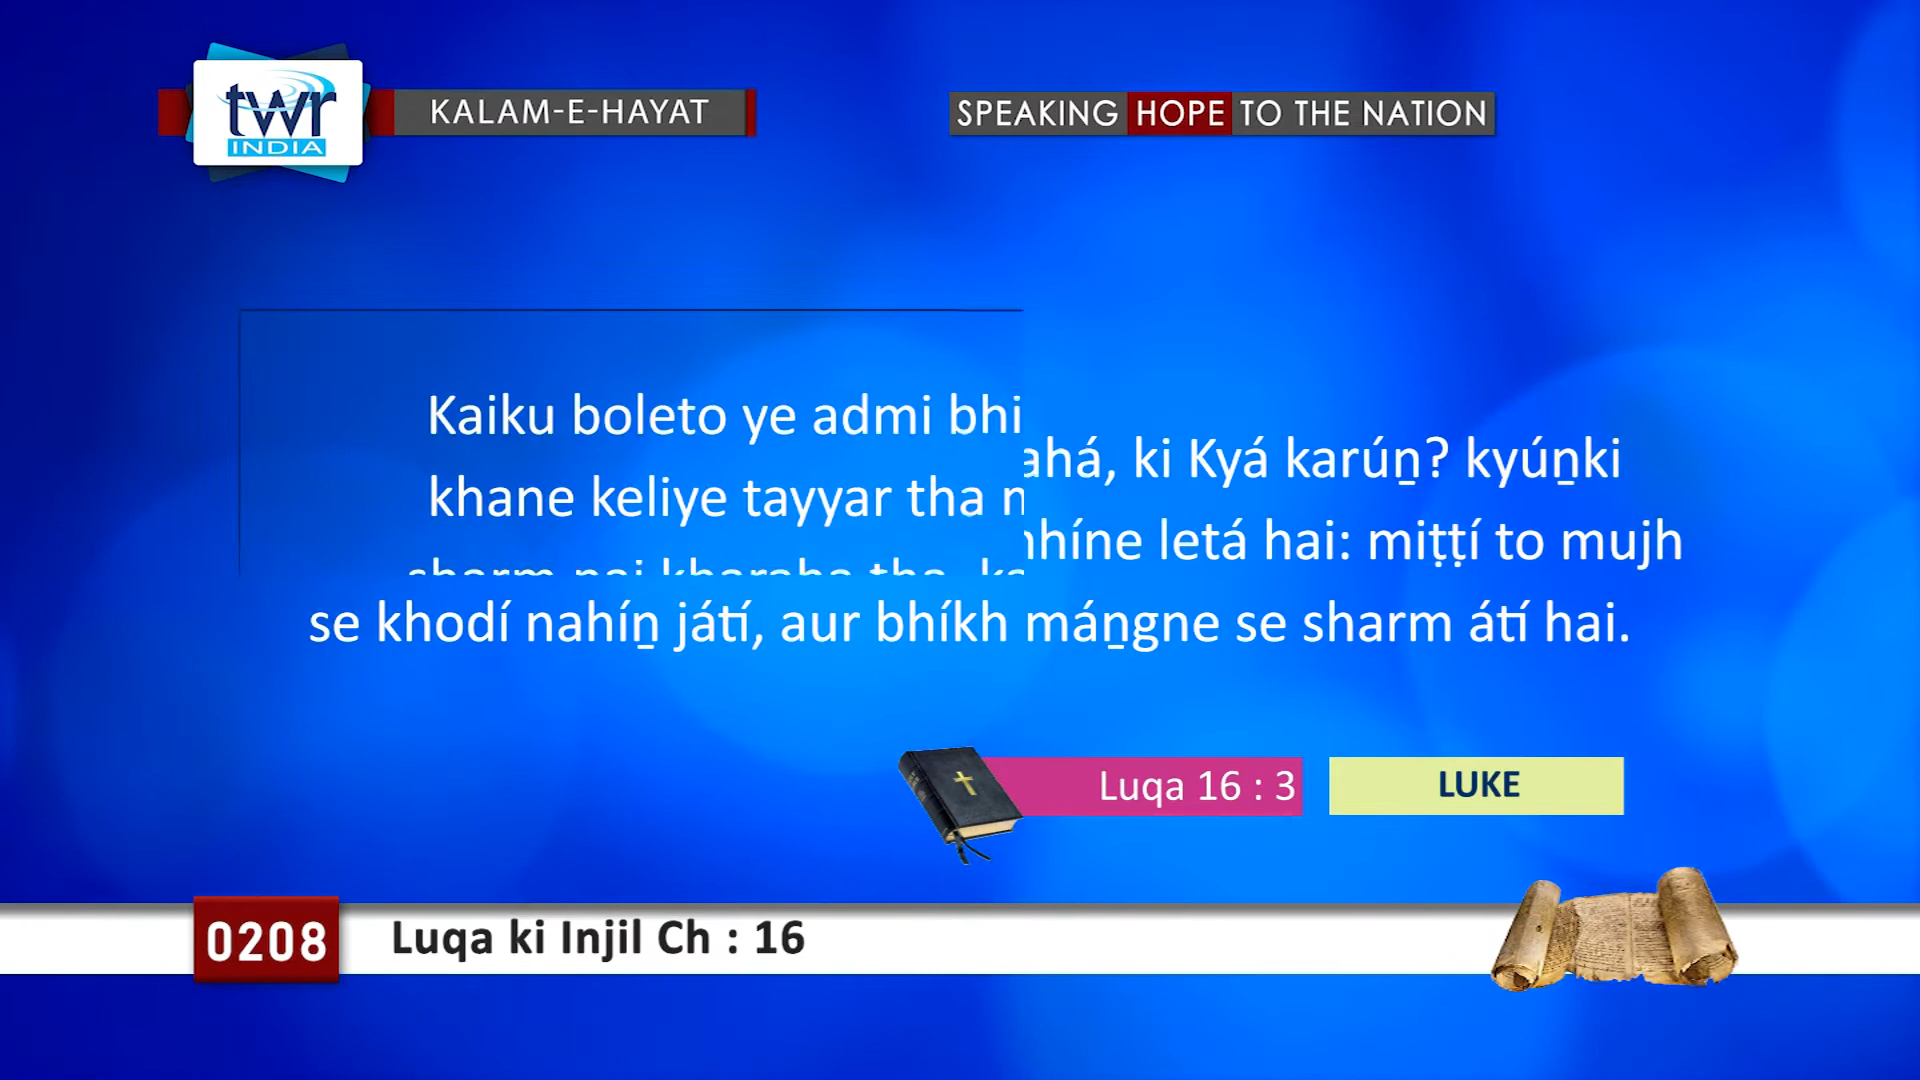 twr
INDIA
KALAM-E-HAYAT
SPEAKING HOPE TO THE NATION
Kaiku boleto ye admi bhi
ki Kyá karúṉ? kyúṉki
khane keliye tayyar tha
letá hai: miṭṭí to mujh
se khodí nahíṉ játí, aur bhíkh máṉgne se sharm átí hai.
Luqa 16 : 3
LUKE
0208
Luqa ki Injil Ch : 16